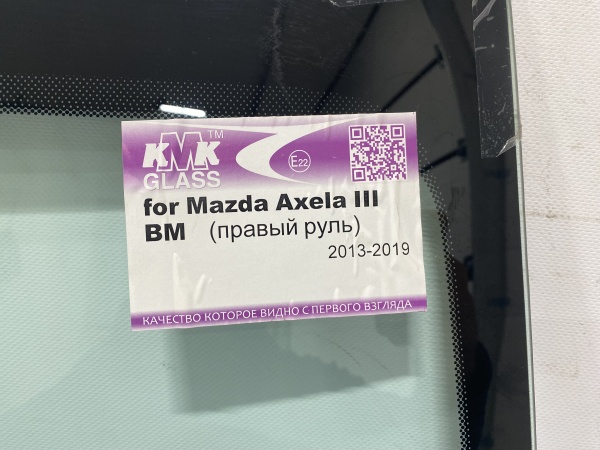 KMK™
GLASS
E22
for Mazda Axela III
BM (правый руль)
2013-2019
КАЧЕСТВО КОТОРОЕ ВИДНО С ПЕРВОГО ВЗГЛЯДА